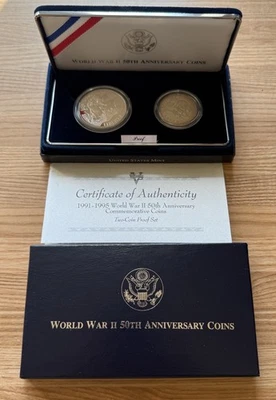 WORLD WAR II 50TH ANNIVERSARY COINS
Proof
UNITED STATES MINT
Certificate of Authenticity
1991-1995 World War II 50th Anniversary
Commemorative Coins
Two-Coin Proof Set
WORLD WAR II 50TH ANNIVERSARY COINS